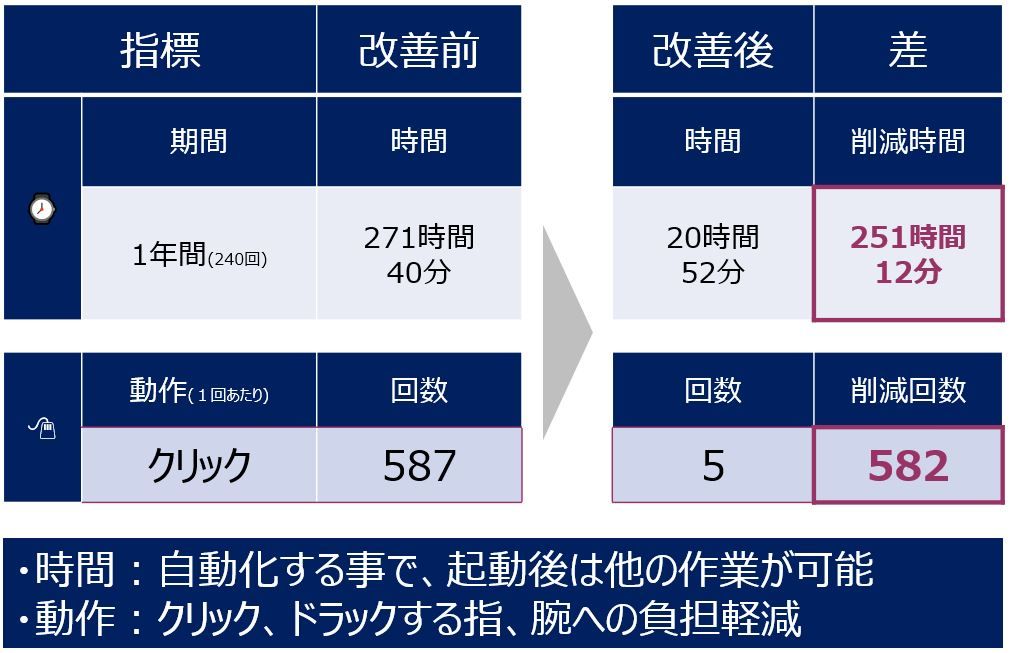 指標 改善前 改善後 差
期間 時間 時間 削減時間
1年間(240回) 271時間 20時間 251時間
40分 52分 12分
動作(１回あたり) 回数 回数 削減回数
クリック 587 5 582
・時間：自動化する事で、起動後は他の作業が可能
・動作：クリック、ドラックする指、腕への負担軽減